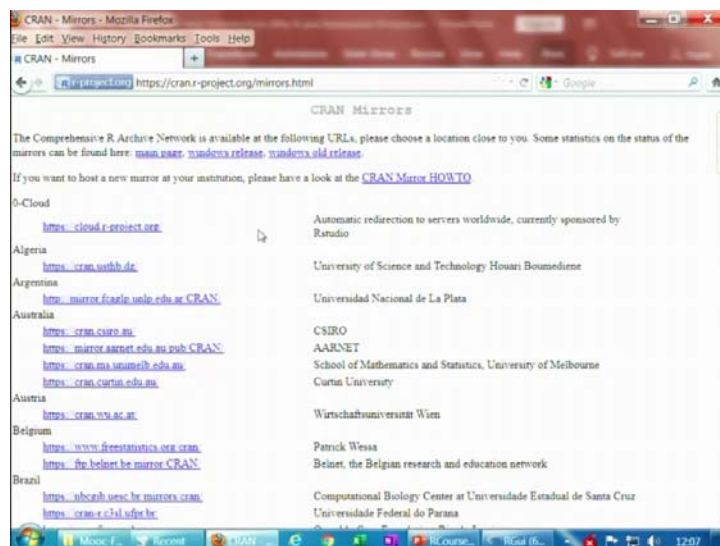 CRAN - Mirrors - Mozilla Firefox
File Edit View History Bookmarks Tools Help
CRAN - Mirrors
r-project.org https://cran.r-project.org/mirrors.html
Google
CRAN Mirrors
The Comprehensive R Archive Network is available at the following URLs, please choose a location close to you. Some statistics on the status of the
mirrors can be found here: main page, windows release, windows old release.
If you want to host a new mirror at your institution, please have a look at the CRAN Mirror HOWTO.
0-Cloud
https://cloud.r-project.org/
Automatic redirection to servers worldwide, currently sponsored by
Rstudio
Algeria
https://cran.usthb.dz/ University of Science and Technology Houari Boumediene
Argentina
http://mirror.fcaglp.unlp.edu.ar/CRAN/ Universidad Nacional de La Plata
Australia
https://cran.csiro.au/ CSIRO
https://mirror.aarnet.edu.au/pub/CRAN/ AARNET
https://cran.ms.unimelb.edu.au/ School of Mathematics and Statistics, University of Melbourne
https://cran.curtin.edu.au/ Curtin University
Austria
https://cran.wu.ac.at/ Wirtschaftsuniversität Wien
Belgium
https://www.freestatistics.org/cran/ Patrick Wessa
https://ftp.belnet.be/mirror/CRAN/ Belnet, the Belgian research and education network
Brazil
https://nbcgib.uesc.br/mirrors/cran/ Computational Biology Center at Universidade Estadual de Santa Cruz
https://cran-r.c3sl.ufpr.br/ Universidade Federal do Parana
Mooc-F... Recent CRAN - ... RCourse... RGui (6... 12:07